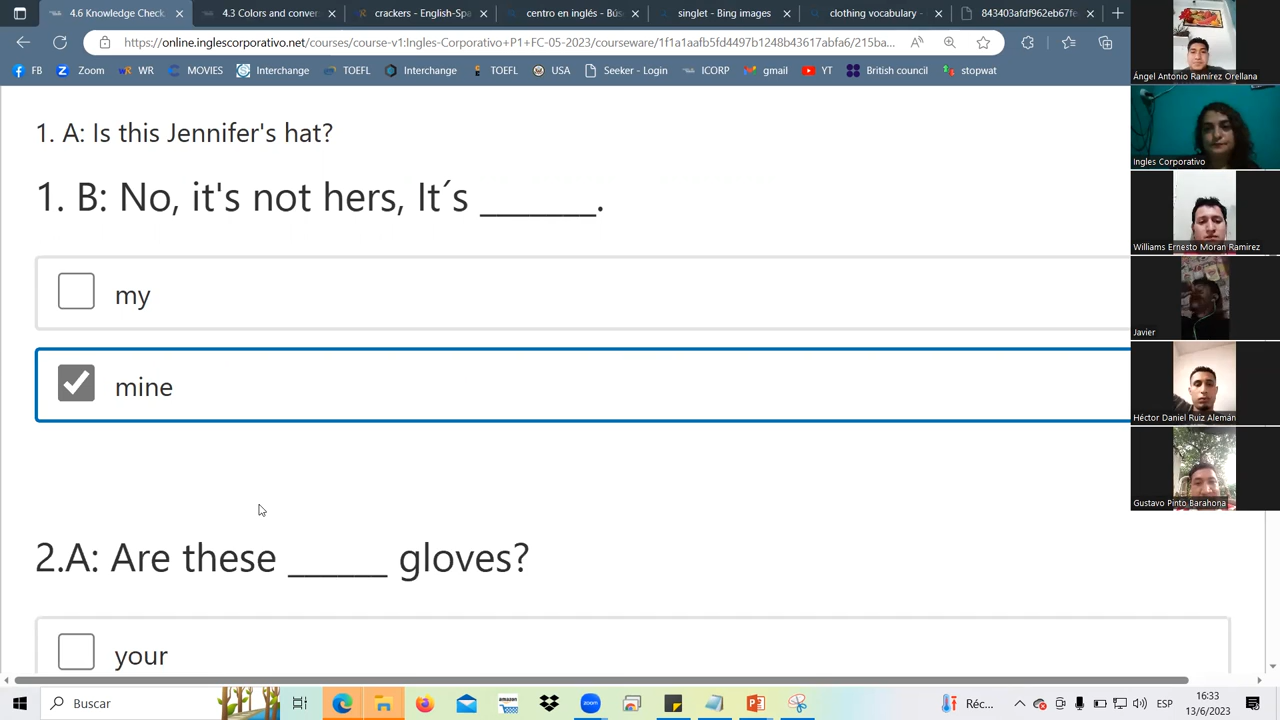 4.6 Knowledge Check
4.3 Colors and conver
crackers - English-Spa
centro en inglés - Bús
singlet - Bing images
clothing vocabulary
843403afdf962eb67fe
https://online.inglescorporativo.net/courses/course-v1:Ingles-Corporativo+P1+FC-05-2023/courseware/1f1a1aafb5fd4497b1248b43617abfa6/215ba...
FB
Zoom
WR
MOVIES
Interchange
TOEFL
Interchange
TOEFL
USA
Seeker - Login
ICORP
gmail
YT
British council
stopwat
1. A: Is this Jennifer's hat?
1. B: No, it's not hers, It´s _______.
my
mine
2.A: Are these ______ gloves?
your
Ángel Antonio Ramírez Orellana
Ingles Corporativo
Williams Ernesto Moran Ramirez
Javier
Héctor Daniel Ruiz Alemán
Gustavo Pinto Barahona
Buscar
Réc...
ESP
16:33
13/6/2023